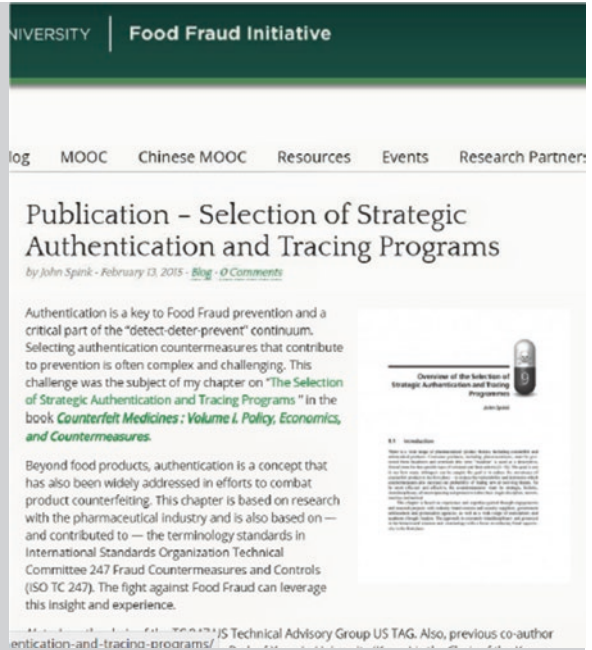 NIVERSITY Food Fraud Initiative
log MOOC Chinese MOOC Resources Events Research Partners
Publication – Selection of Strategic
Authentication and Tracing Programs
by John Spink - February 13, 2015 - Blog - 0 Comments
Authentication is a key to Food Fraud prevention and a
critical part of the "detect-deter-prevent" continuum.
Selecting authentication countermeasures that contribute
to prevention is often complex and challenging. This
challenge was the subject of my chapter on "The Selection
of Strategic Authentication and Tracing Programs " in the
book Counterfeit Medicines : Volume I. Policy, Economics,
and Countermeasures.
Overview of the Selection of
Strategic Authentication and Tracing
Programmes
9
John Spink
9.1 Introduction
Beyond food products, authentication is a concept that
has also been widely addressed in efforts to combat
product counterfeiting. This chapter is based on research
with the pharmaceutical industry and is also based on —
and contributed to — the terminology standards in
International Standards Organization Technical
Committee 247 Fraud Countermeasures and Controls
(ISO TC 247). The fight against Food Fraud can leverage
this insight and experience.
US Technical Advisory Group US TAG. Also, previous co-author
entication-and-tracing-programs/